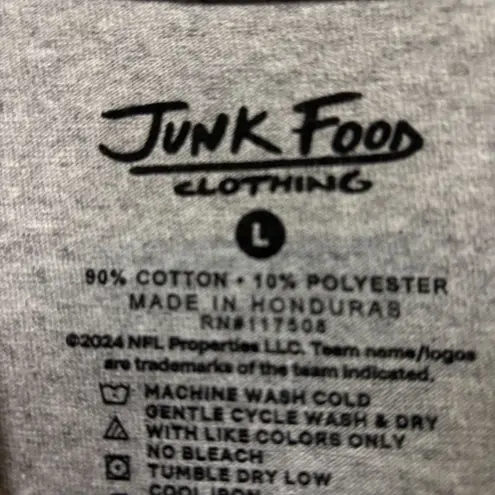 JUNK FOOD
CLOTHING
L
90% COTTON • 10% POLYESTER
MADE IN HONDURAS
RN#117508
©2024 NFL Properties LLC. Team name/logos
are trademarks of the team indicated.
MACHINE WASH COLD
GENTLE CYCLE WASH & DRY
WITH LIKE COLORS ONLY
NO BLEACH
TUMBLE DRY LOW
COOL IRON